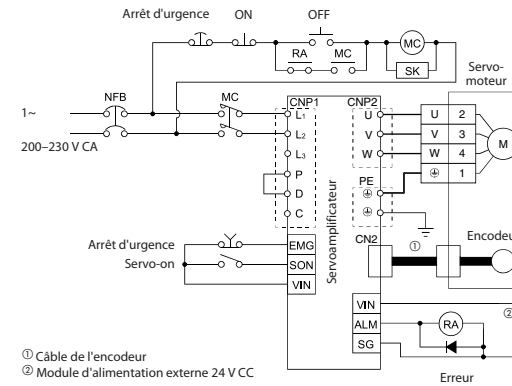 Arrêt d'urgence ON OFF
RA MC
MC
SK
Servo-
moteur
NFB MC CNP1 CNP2
1~ L1 U U 2
L2 V V 3 M
200–230 V CA L3 W W 4
P PE 1
D
C
Servoamplificateur
CN2 ① Encodeu
Arrêt d'urgence EMG
Servo-on SON
VIN
VIN ②
ALM RA
SG
① Câble de l'encodeur
② Module d'alimentation externe 24 V CC
Erreur